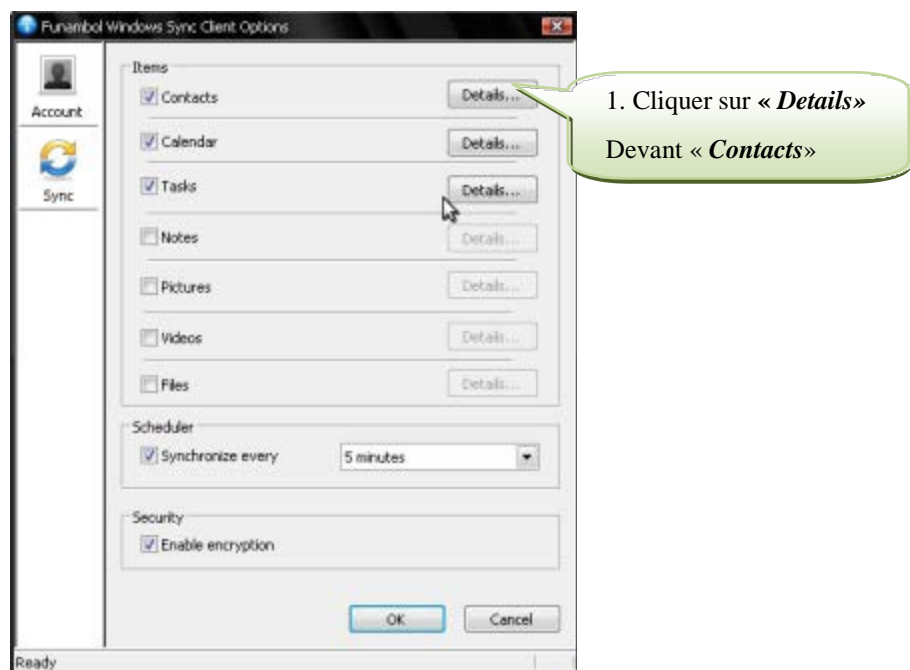 Funambol Windows Sync Client Options
Account
Sync
Items
Contacts
Details...
1. Cliquer sur « Details»
Devant « Contacts»
Calendar
Details...
Tasks
Details...
Notes
Details...
Pictures
Details...
Videos
Details...
Files
Details...
Scheduler
Synchronize every
5 minutes
Security
Enable encryption
OK
Cancel
Ready